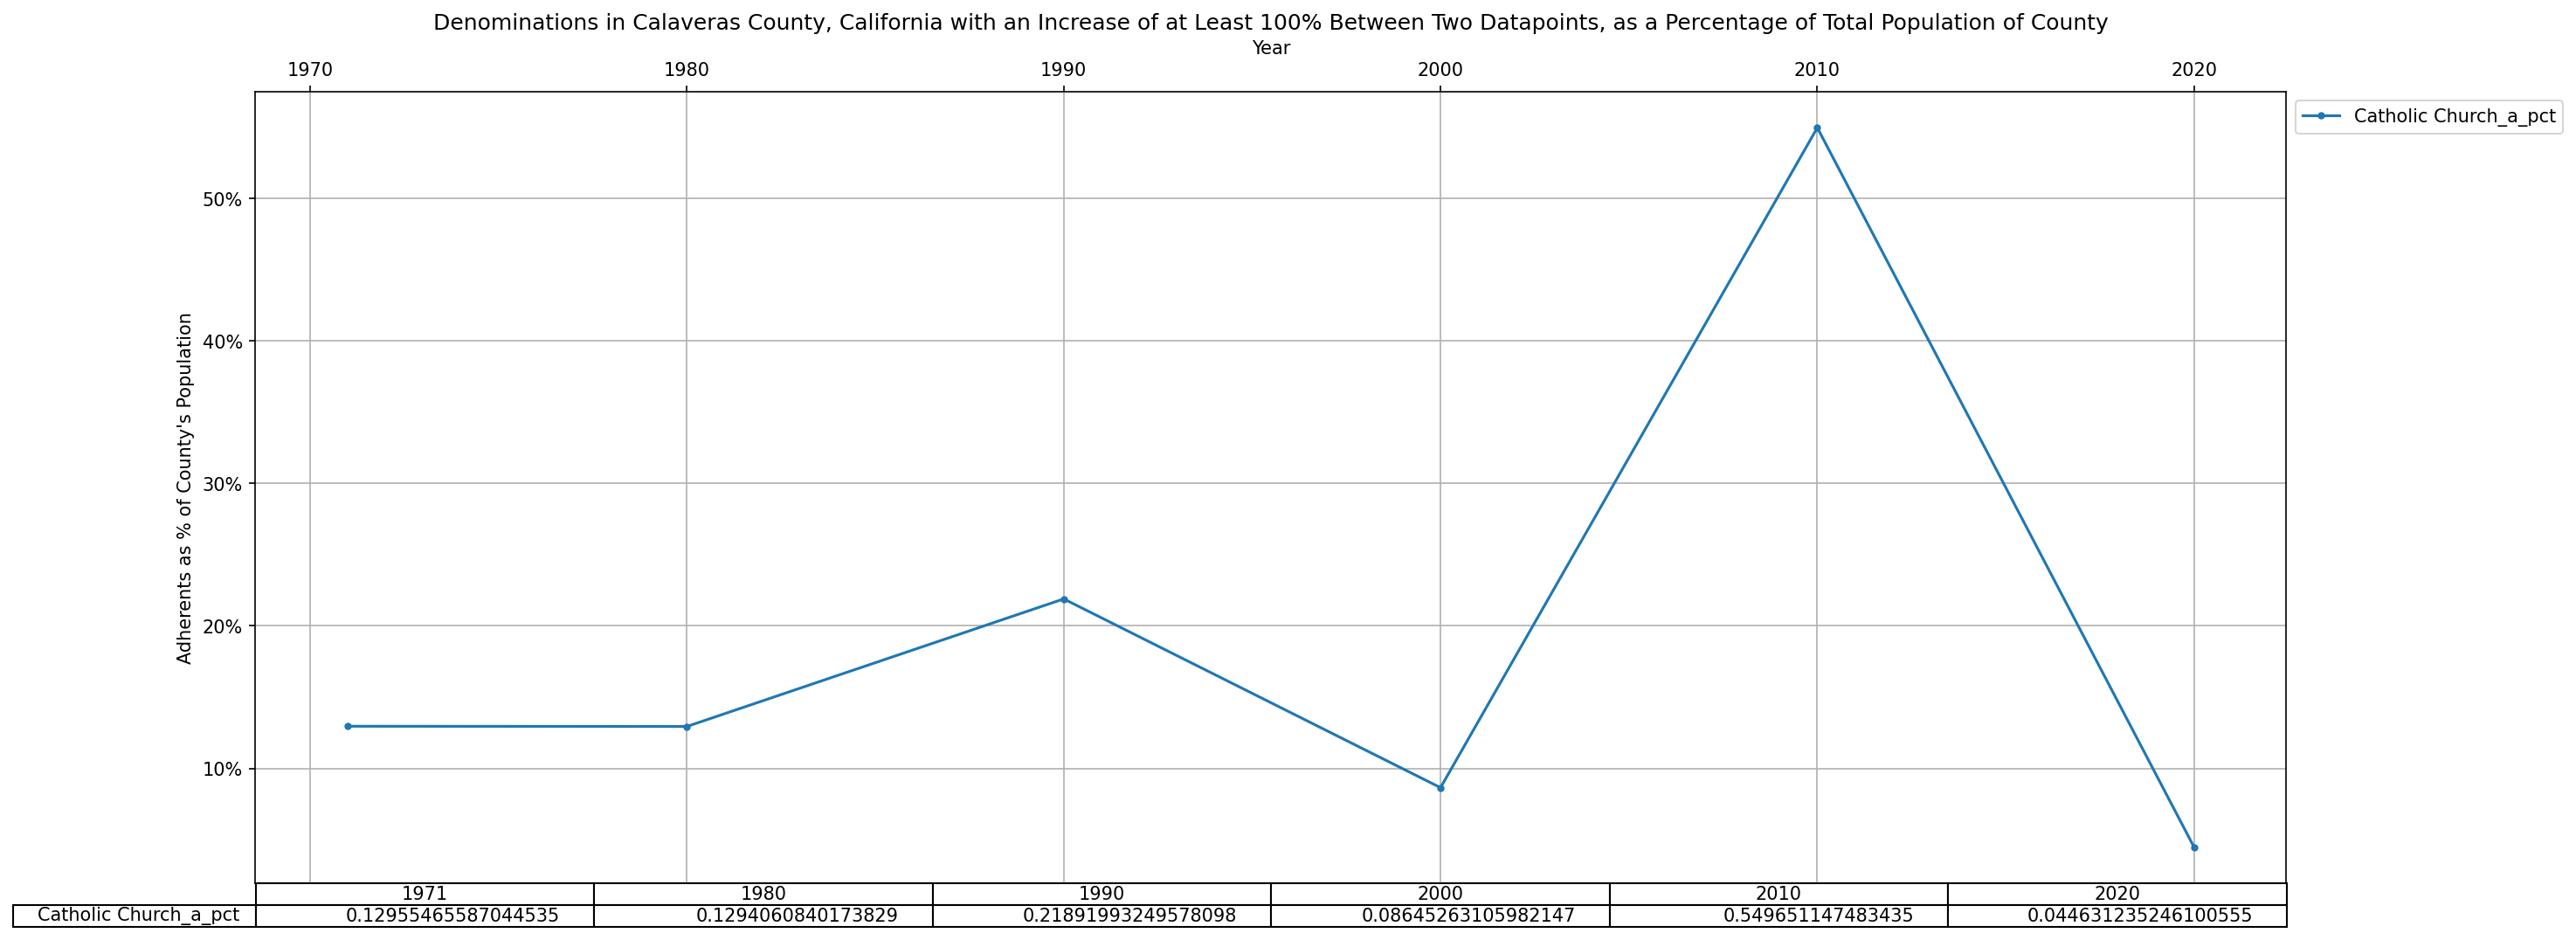 Denominations in Calaveras County, California with an Increase of at Least 100% Between Two Datapoints, as a Percentage of Total Population of County
Year
1970 1980 1990 2000 2010 2020
Catholic Church_a_pct
50%
40%
30%
20%
10%
Adherents as % of County's Population
1971 1980 1990 2000 2010 2020
Catholic Church_a_pct 0.12955465587044535 0.1294060840173829 0.21891993249578098 0.08645263105982147 0.549651147483435 0.044631235246100555